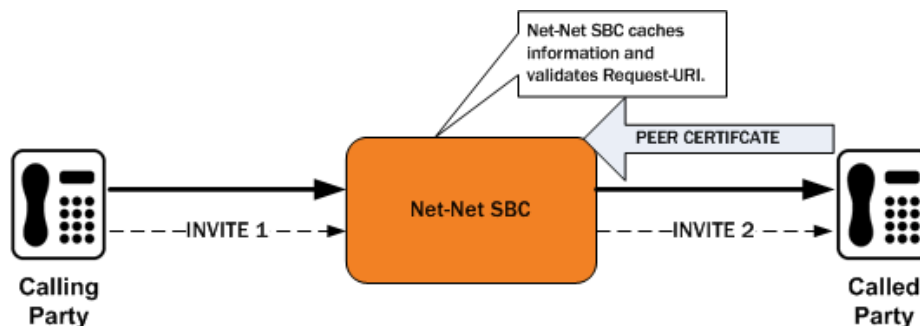 Net-Net SBC caches
information and
validates Request-URI.
PEER CERTIFCATE
Net-Net SBC
INVITE 1
INVITE 2
Calling
Party
Called
Party